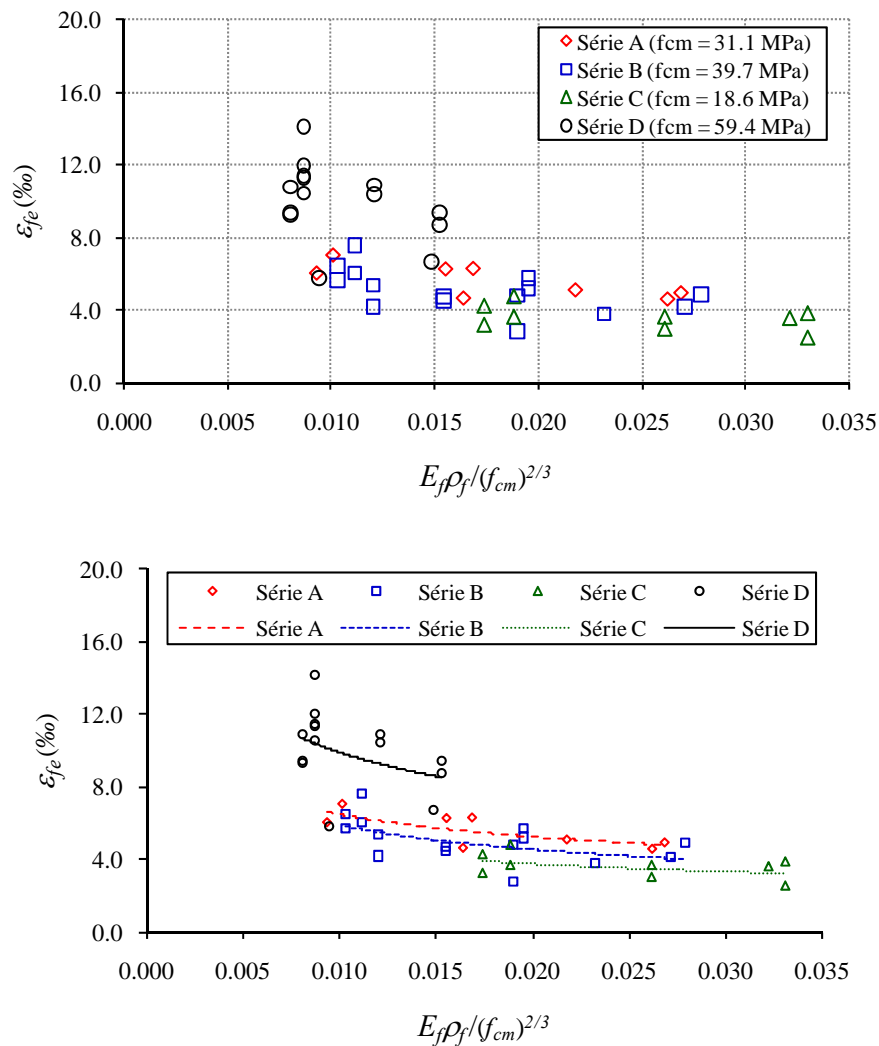 20.0
16.0
12.0
8.0
4.0
0.0
εfe(‰)
Série A (fcm = 31.1 MPa)
Série B (fcm = 39.7 MPa)
Série C (fcm = 18.6 MPa)
Série D (fcm = 59.4 MPa)
0.000 0.005 0.010 0.015 0.020 0.025 0.030 0.035
Efρf/(fcm)2/3
20.0
16.0
12.0
8.0
4.0
0.0
εfe(‰)
Série A Série B Série C Série D
Série A Série B Série C Série D
0.000 0.005 0.010 0.015 0.020 0.025 0.030 0.035
Efρf/(fcm)2/3